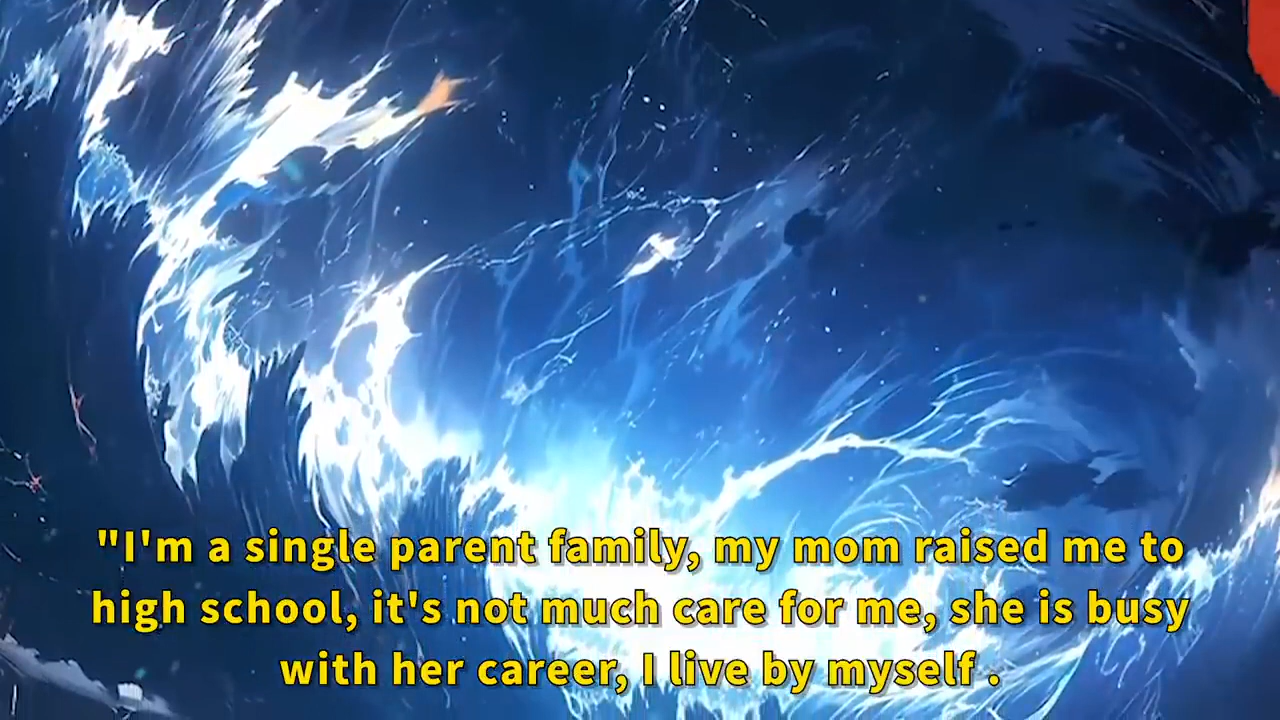 "I'm a single parent family, my mom raised me to
high school, it's not much care for me, she is busy
with her career, I live by myself .